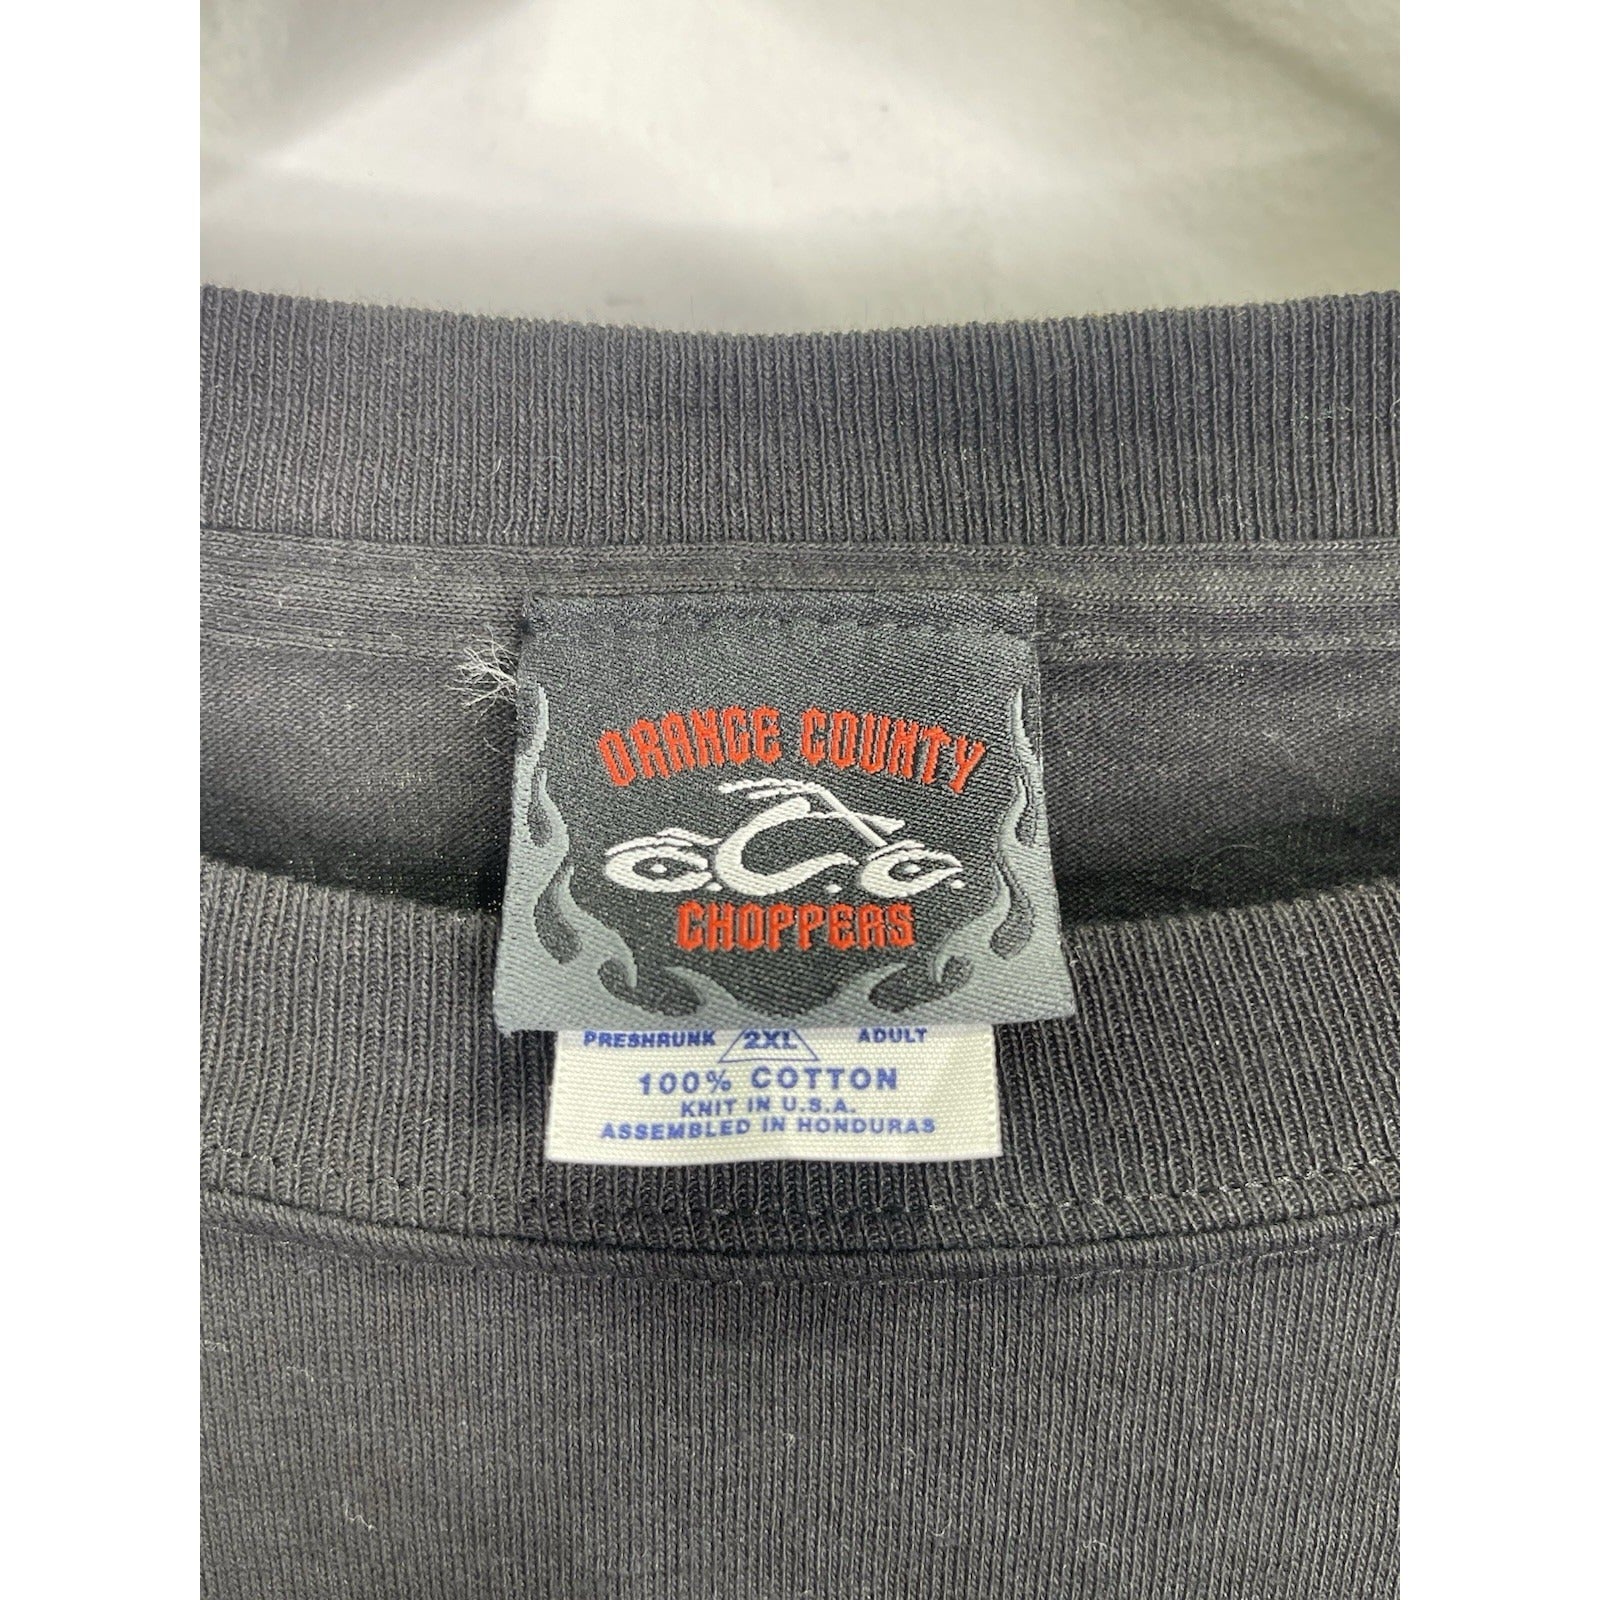 ORANGE COUNTY
O.C.C.
CHOPPERS
PRESHRUNK 2XL ADULT
100% COTTON
KNIT IN U.S.A.
ASSEMBLED IN HONDURAS